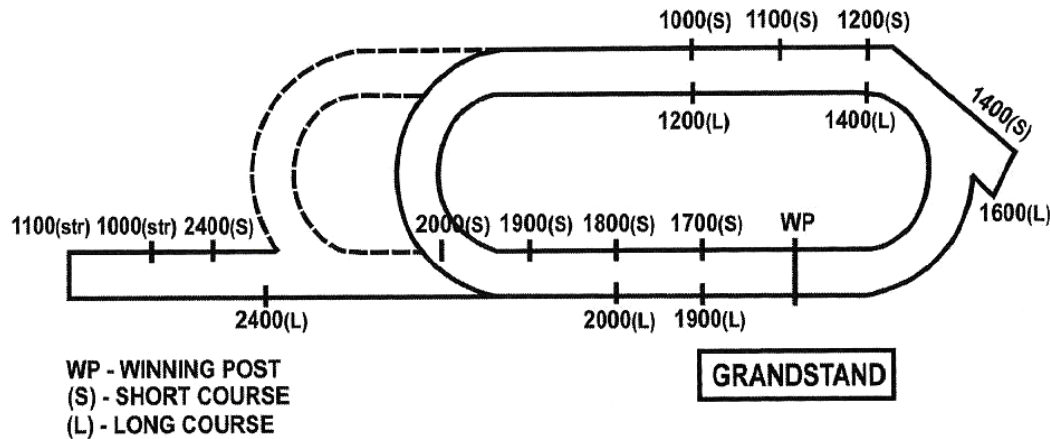 1000(S) 1100(S) 1200(S)
1400(S)
1200(L) 1400(L)
1600(L)
1100(str) 1000(str) 2400(S) 2000(S) 1900(S) 1800(S) 1700(S) WP
2400(L) 2000(L) 1900(L)
WP - WINNING POST
(S) - SHORT COURSE
(L) - LONG COURSE
GRANDSTAND